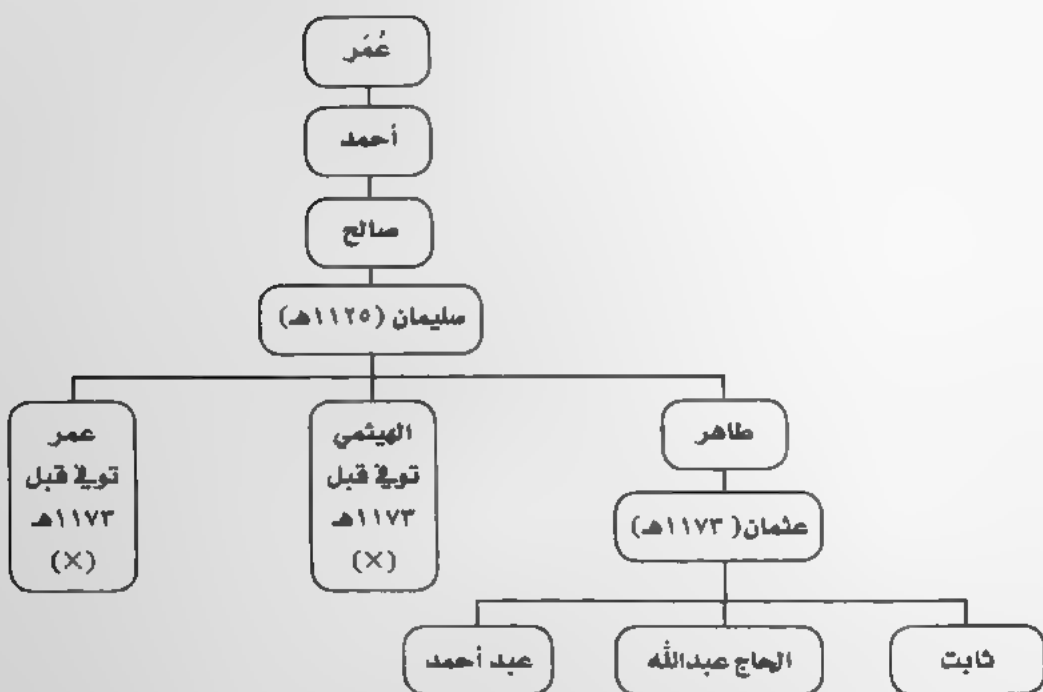 عُمَر
أحمد
صالح
سليمان (١١٢٥هـ)
طاهر
الهيثمي
توفي قبل
١١٧٣هـ
(×)
عمر
توفي قبل
١١٧٣هـ
(×)
عثمان (١١٧٣هـ)
ثابت
الحاج عبدالله
عبد أحمد